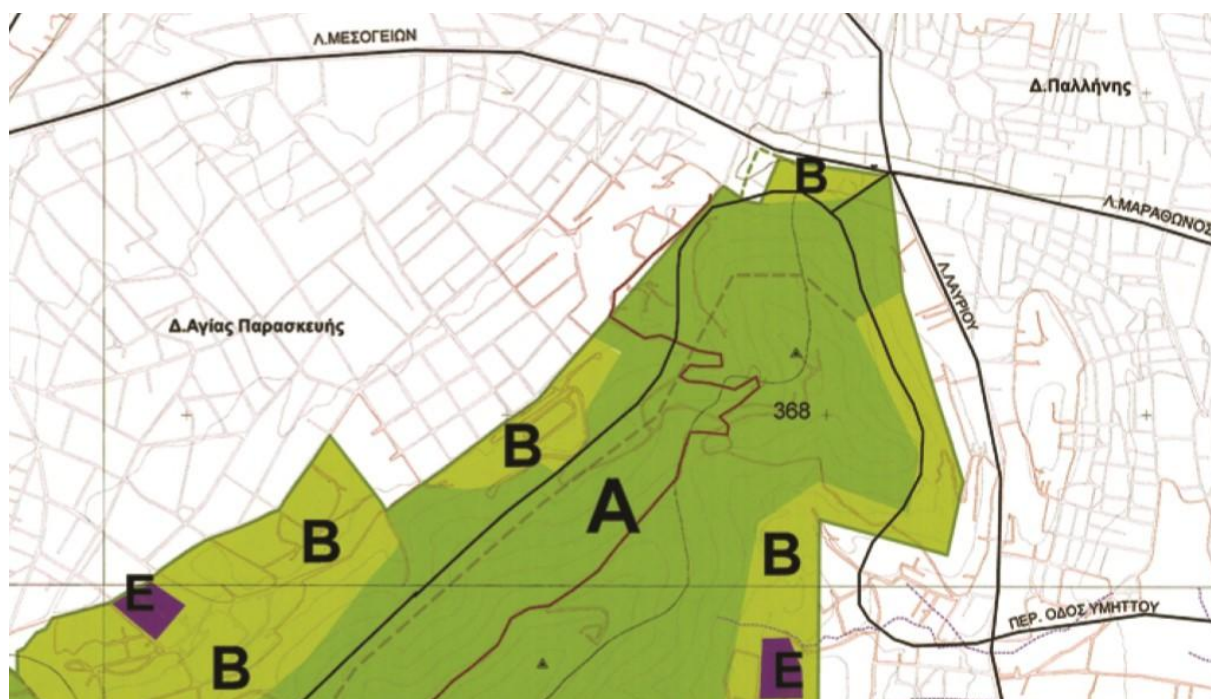 Λ.ΜΕΣΟΓΕΙΩΝ
Δ.Παλλήνης
Β
Λ.ΜΑΡΑΘΩΝΟΣ
Λ.ΛΑΥΡΙΟΥ
Δ.Αγίας Παρασκευής
368
Β
Α
Β
Β
Ε
ΠΕΡ. ΟΔΟΣ ΥΜΗΤΤΟΥ
Β
Ε